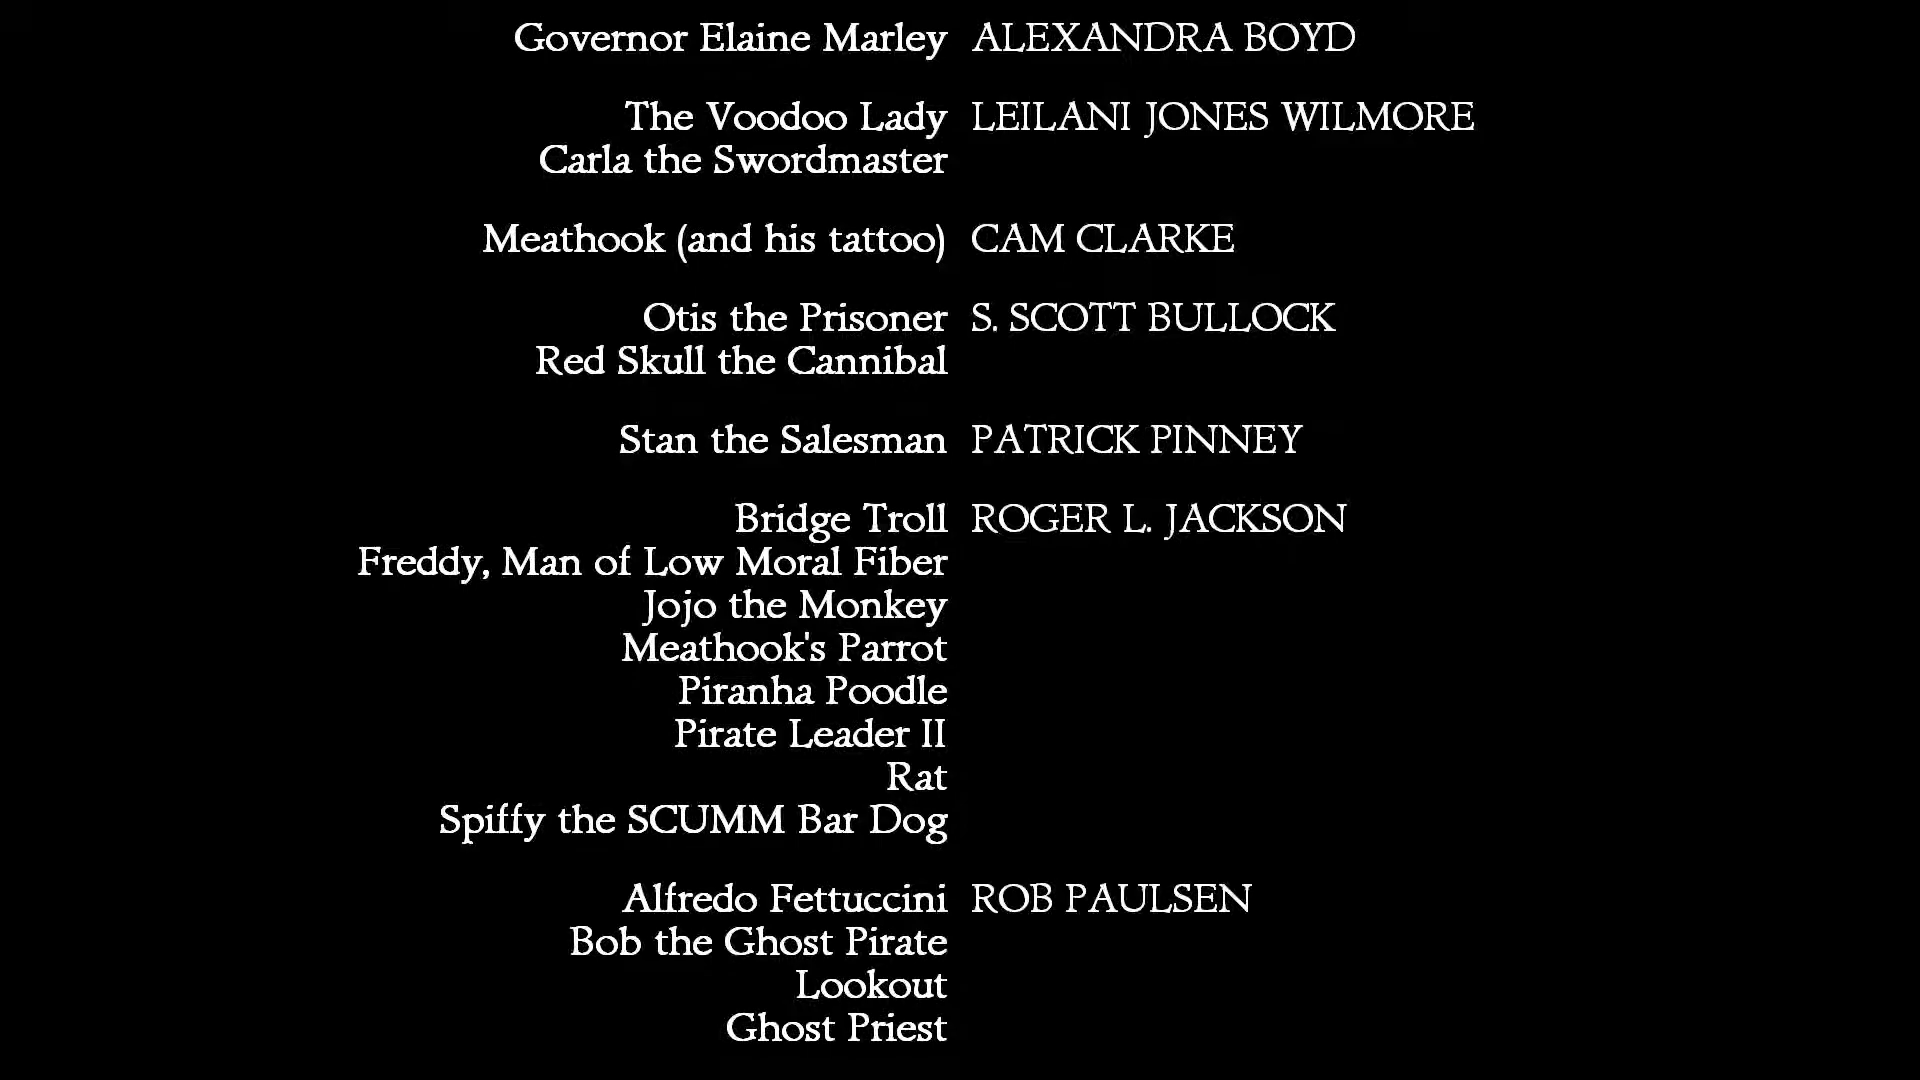 Governor Elaine Marley ALEXANDRA BOYD
The Voodoo Lady LEILANI JONES WILMORE
Carla the Swordmaster
Meathook (and his tattoo) CAM CLARKE
Otis the Prisoner S. SCOTT BULLOCK
Red Skull the Cannibal
Stan the Salesman PATRICK PINNEY
Bridge Troll ROGER L. JACKSON
Freddy, Man of Low Moral Fiber
Jojo the Monkey
Meathook's Parrot
Piranha Poodle
Pirate Leader II
Rat
Spiffy the SCUMM Bar Dog
Alfredo Fettuccini ROB PAULSEN
Bob the Ghost Pirate
Lookout
Ghost Priest